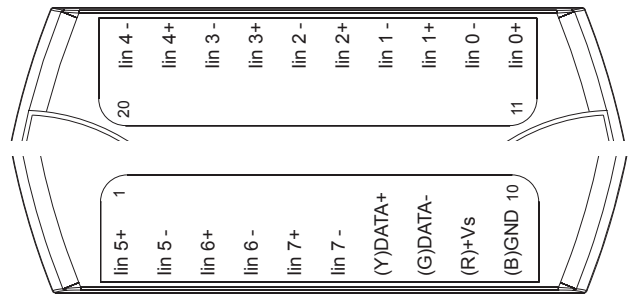 Iin 4 -
Iin 4+
Iin 3 -
Iin 3+
Iin 2 -
Iin 2+
Iin 1 -
Iin 1+
Iin 0 -
Iin 0+
20
11
1
10
Iin 5+
Iin 5 -
Iin 6+
Iin 6 -
Iin 7+
Iin 7 -
(Y)DATA+
(G)DATA-
(R)+Vs
(B)GND